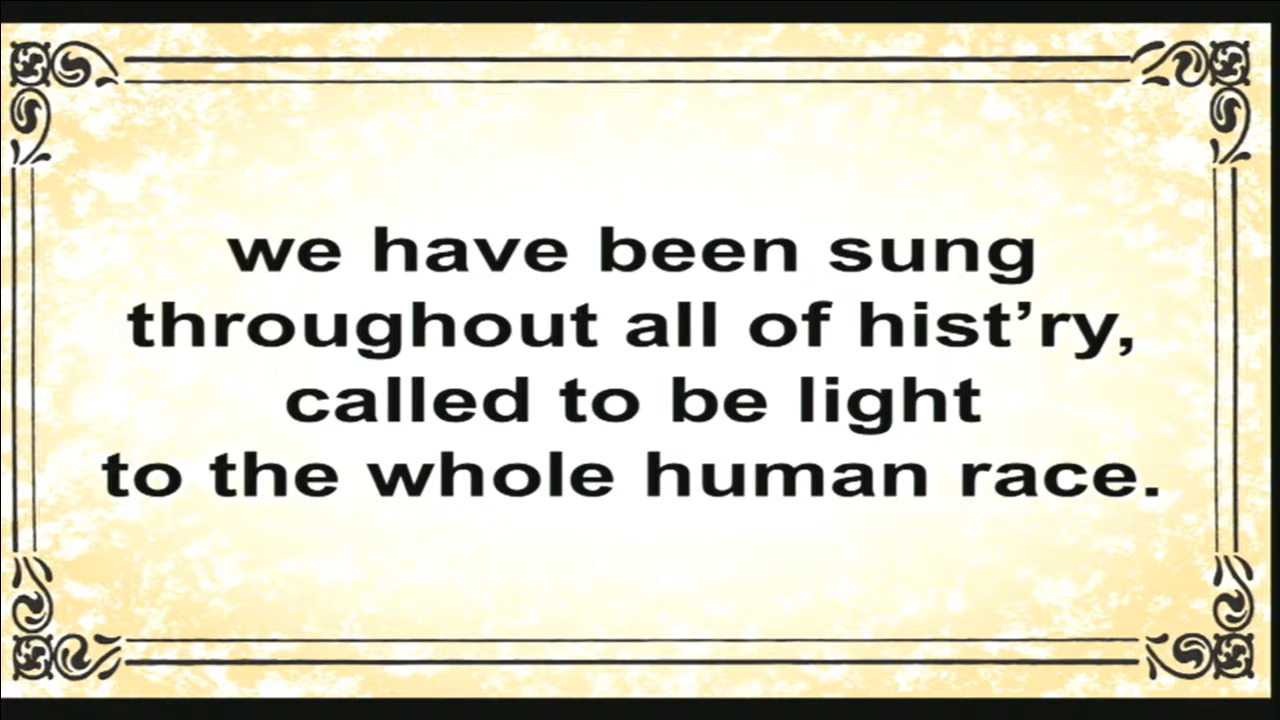 we have been sung
throughout all of hist’ry,
called to be light
to the whole human race.